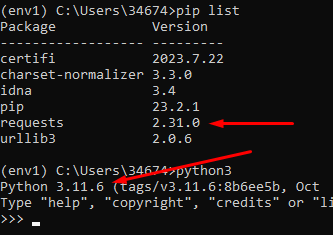 (env1) C:\Users\34674>pip list
Package Version
------------------ ---------
certifi 2023.7.22
charset-normalizer 3.3.0
idna 3.4
pip 23.2.1
requests 2.31.0
urllib3 2.0.6
(env1) C:\Users\34674>python3
Python 3.11.6 (tags/v3.11.6:8b6ee5b, Oct
Type "help", "copyright", "credits" or "li
>>>